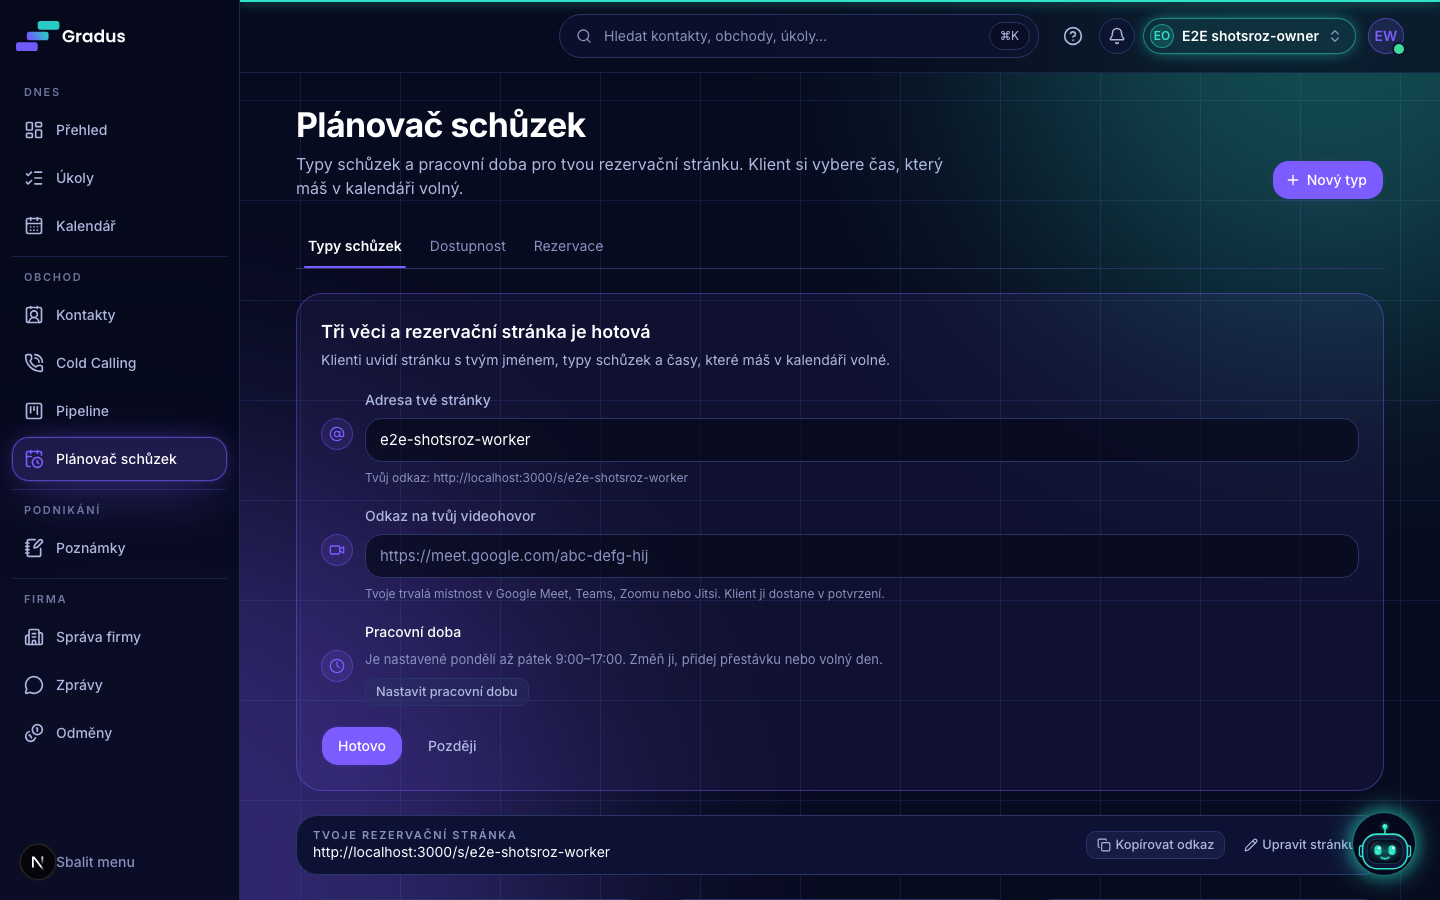 Gradus
Hledat kontakty, obchody, úkoly...
⌘K
EO
E2E shotsroz-owner
EW
DNES
Přehled
Úkoly
Kalendář
OBCHOD
Kontakty
Cold Calling
Pipeline
Plánovač schůzek
PODNIKÁNÍ
Poznámky
FIRMA
Správa firmy
Zprávy
Odměny
N
Sbalit menu
Plánovač schůzek
Typy schůzek a pracovní doba pro tvou rezervační stránku. Klient si vybere čas, který
máš v kalendáři volný.
Nový typ
Typy schůzek
Dostupnost
Rezervace
Tři věci a rezervační stránka je hotová
Klienti uvidí stránku s tvým jménem, typy schůzek a časy, které máš v kalendáři volné.
Adresa tvé stránky
e2e-shotsroz-worker
Tvůj odkaz: http://localhost:3000/s/e2e-shotsroz-worker
Odkaz na tvůj videohovor
https://meet.google.com/abc-defg-hij
Tvoje trvalá místnost v Google Meet, Teams, Zoomu nebo Jitsi. Klient ji dostane v potvrzení.
Pracovní doba
Je nastavené pondělí až pátek 9:00–17:00. Změň ji, přidej přestávku nebo volný den.
Nastavit pracovní dobu
Hotovo
Později
TVOJE REZERVAČNÍ STRÁNKA
http://localhost:3000/s/e2e-shotsroz-worker
Kopírovat odkaz
Upravit stránku